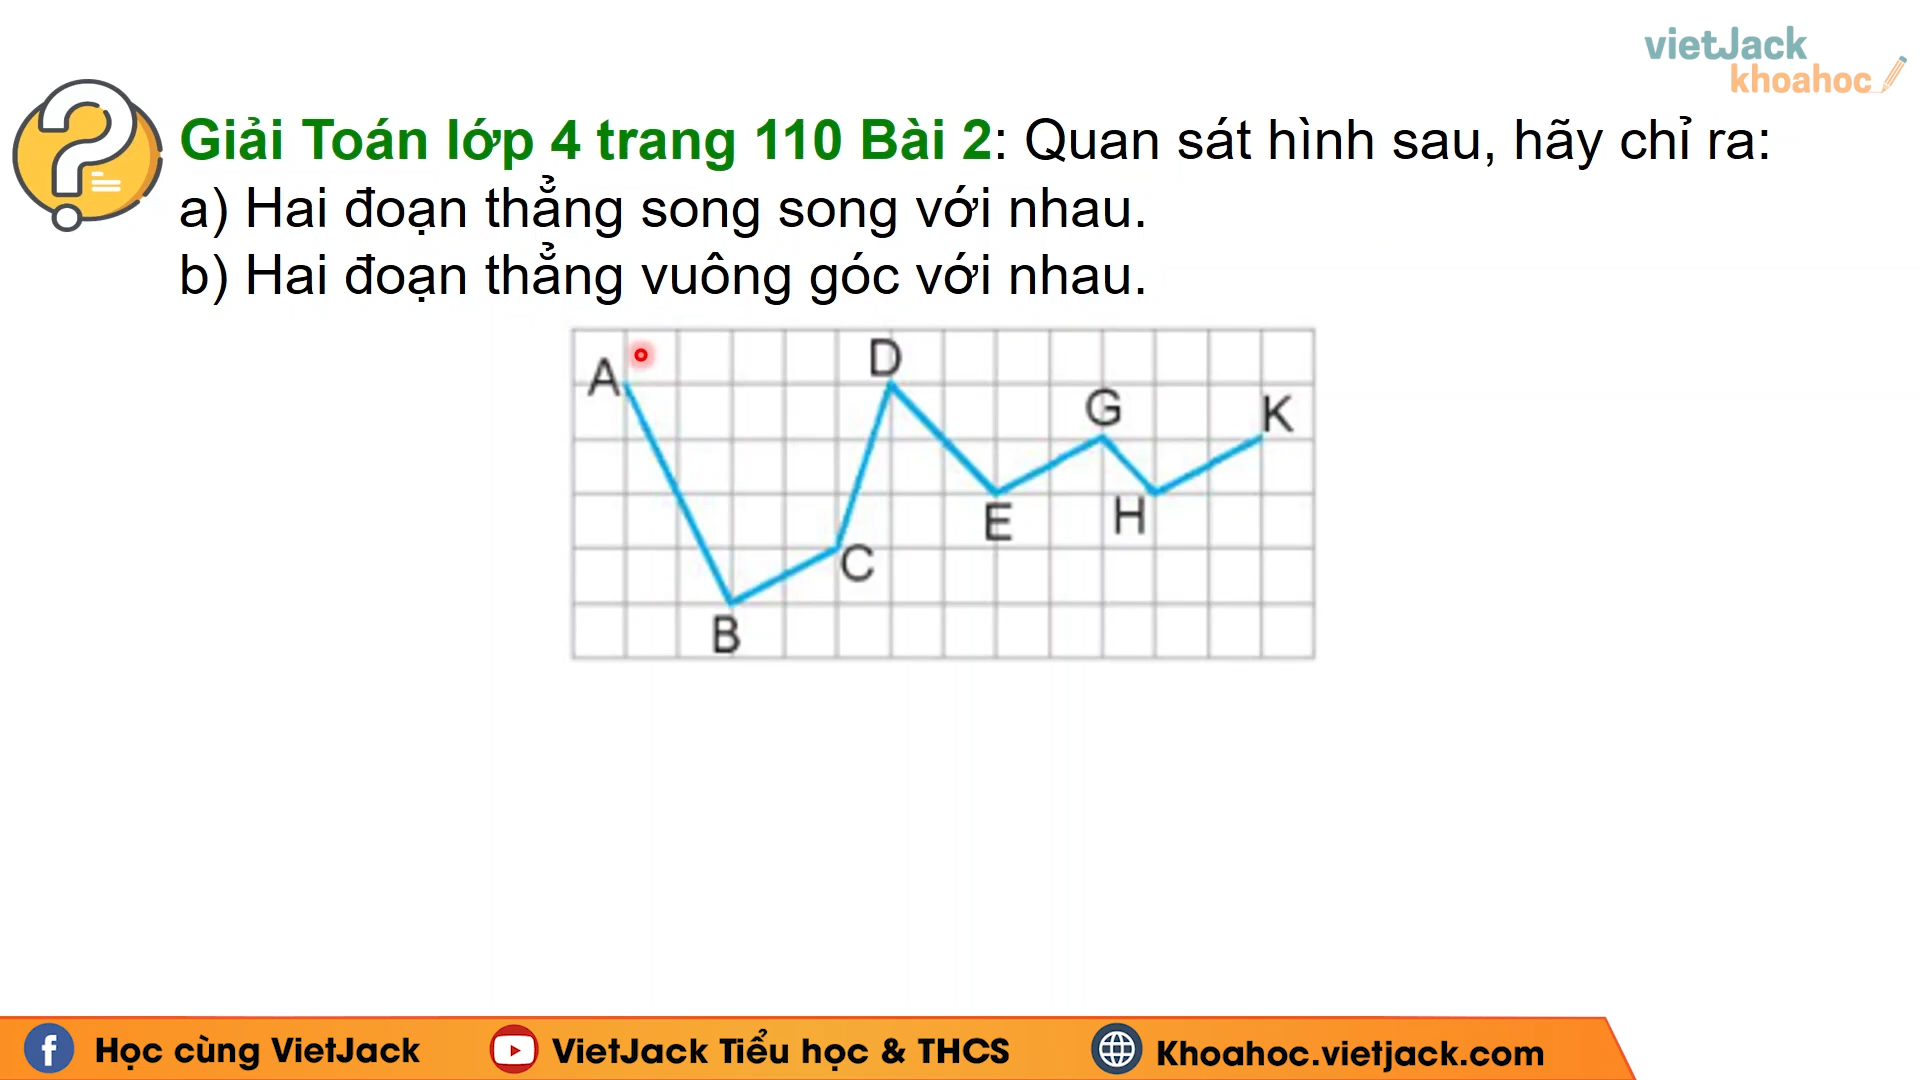 vietJack
khoahoc
Giải Toán lớp 4 trang 110 Bài 2: Quan sát hình sau, hãy chỉ ra:
a) Hai đoạn thẳng song song với nhau.
b) Hai đoạn thẳng vuông góc với nhau.
A
D
G
K
E
H
C
B
Học cùng VietJack
VietJack Tiểu học & THCS
Khoahoc.vietjack.com